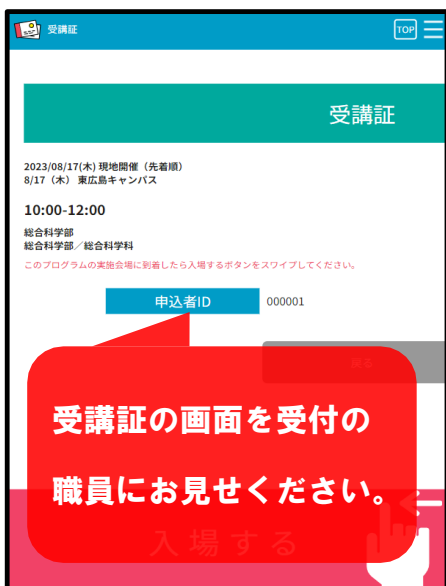 受講証
TOP
受講証
2023/08/17(木) 現地開催（先着順）
8/17（木） 東広島キャンパス
10:00-12:00
総合科学部
総合科学部／総合科学科
このプログラムの実施会場に到着したら入場するボタンをスワイプしてください。
申込者ID
000001
戻る
受講証の画面を受付の
職員にお見せください。
入場する